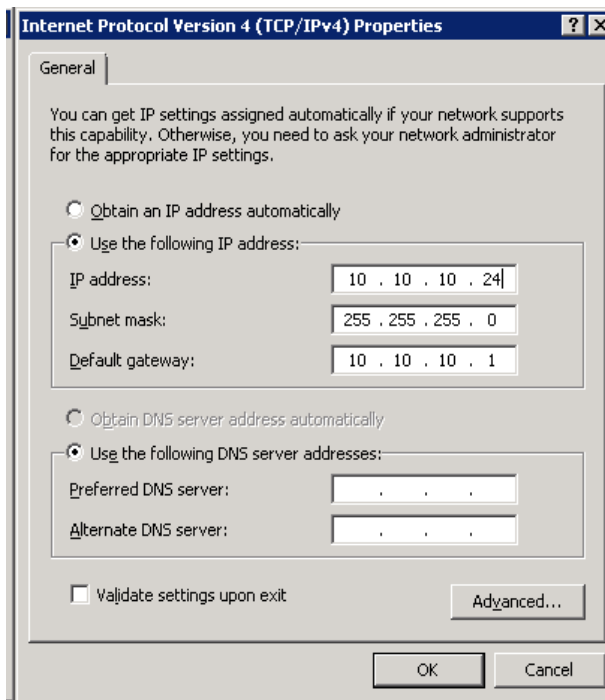 Internet Protocol Version 4 (TCP/IPv4) Properties
General
You can get IP settings assigned automatically if your network supports
this capability. Otherwise, you need to ask your network administrator
for the appropriate IP settings.
Obtain an IP address automatically
Use the following IP address:
IP address: 10 . 10 . 10 . 24
Subnet mask: 255 . 255 . 255 . 0
Default gateway: 10 . 10 . 10 . 1
Obtain DNS server address automatically
Use the following DNS server addresses:
Preferred DNS server: . . .
Alternate DNS server: . . .
Validate settings upon exit
Advanced...
OK Cancel